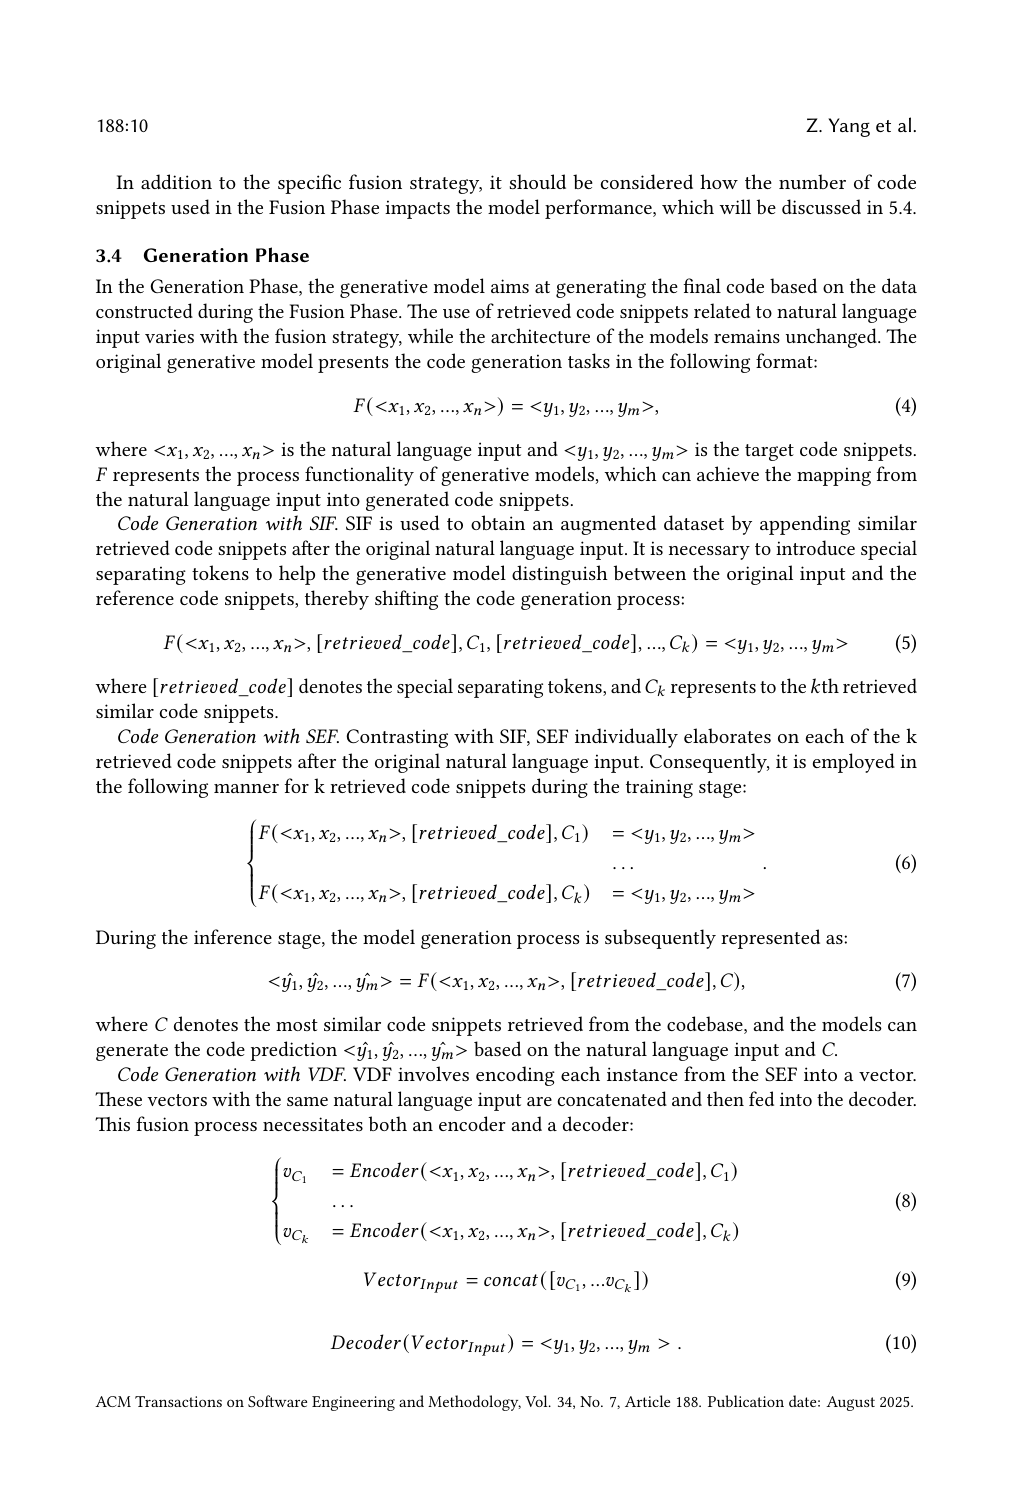 188:10 Z. Yang et al.
In addition to the specific fusion strategy, it should be considered how the number of code
snippets used in the Fusion Phase impacts the model performance, which will be discussed in 5.4.
3.4 Generation Phase
In the Generation Phase, the generative model aims at generating the final code based on the data
constructed during the Fusion Phase. The use of retrieved code snippets related to natural language
input varies with the fusion strategy, while the architecture of the models remains unchanged. The
original generative model presents the code generation tasks in the following format:
F(<x₁, x₂, ..., xₙ>) = <y₁, y₂, ..., yₘ>, (4)
where <x₁, x₂, ..., xₙ> is the natural language input and <y₁, y₂, ..., yₘ> is the target code snippets.
F represents the process functionality of generative models, which can achieve the mapping from
the natural language input into generated code snippets.
Code Generation with SIF. SIF is used to obtain an augmented dataset by appending similar
retrieved code snippets after the original natural language input. It is necessary to introduce special
separating tokens to help the generative model distinguish between the original input and the
reference code snippets, thereby shifting the code generation process:
F(<x₁, x₂, ..., xₙ>, [retrieved_code], C₁, [retrieved_code], ..., Cₖ) = <y₁, y₂, ..., yₘ> (5)
where [retrieved_code] denotes the special separating tokens, and Cₖ represents to the kth retrieved
similar code snippets.
Code Generation with SEF. Contrasting with SIF, SEF individually elaborates on each of the k
retrieved code snippets after the original natural language input. Consequently, it is employed in
the following manner for k retrieved code snippets during the training stage:
F(<x₁, x₂, ..., xₙ>, [retrieved_code], C₁) = <y₁, y₂, ..., yₘ>
... . (6)
F(<x₁, x₂, ..., xₙ>, [retrieved_code], Cₖ) = <y₁, y₂, ..., yₘ>
During the inference stage, the model generation process is subsequently represented as:
<ŷ₁, ŷ₂, ..., ŷₘ> = F(<x₁, x₂, ..., xₙ>, [retrieved_code], C), (7)
where C denotes the most similar code snippets retrieved from the codebase, and the models can
generate the code prediction <ŷ₁, ŷ₂, ..., ŷₘ> based on the natural language input and C.
Code Generation with VDF. VDF involves encoding each instance from the SEF into a vector.
These vectors with the same natural language input are concatenated and then fed into the decoder.
This fusion process necessitates both an encoder and a decoder:
v_{C₁} = Encoder(<x₁, x₂, ..., xₙ>, [retrieved_code], C₁)
... (8)
v_{Cₖ} = Encoder(<x₁, x₂, ..., xₙ>, [retrieved_code], Cₖ)
Vector_{Input} = concat([v_{C₁}, ...v_{Cₖ}]) (9)
Decoder(Vector_{Input}) = <y₁, y₂, ..., yₘ > . (10)
ACM Transactions on Software Engineering and Methodology, Vol. 34, No. 7, Article 188. Publication date: August 2025.